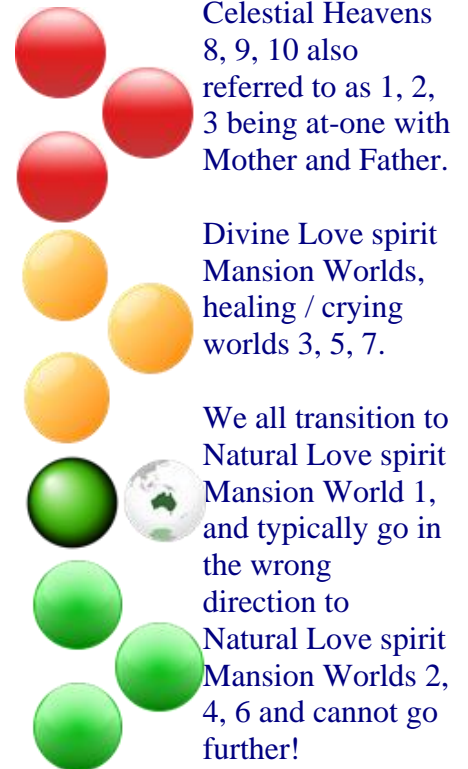 Celestial Heavens
8, 9, 10 also
referred to as 1, 2,
3 being at-one with
Mother and Father.
Divine Love spirit
Mansion Worlds,
healing / crying
worlds 3, 5, 7.
We all transition to
Natural Love spirit
Mansion World 1,
and typically go in
the wrong
direction to
Natural Love spirit
Mansion Worlds 2,
4, 6 and cannot go
further!